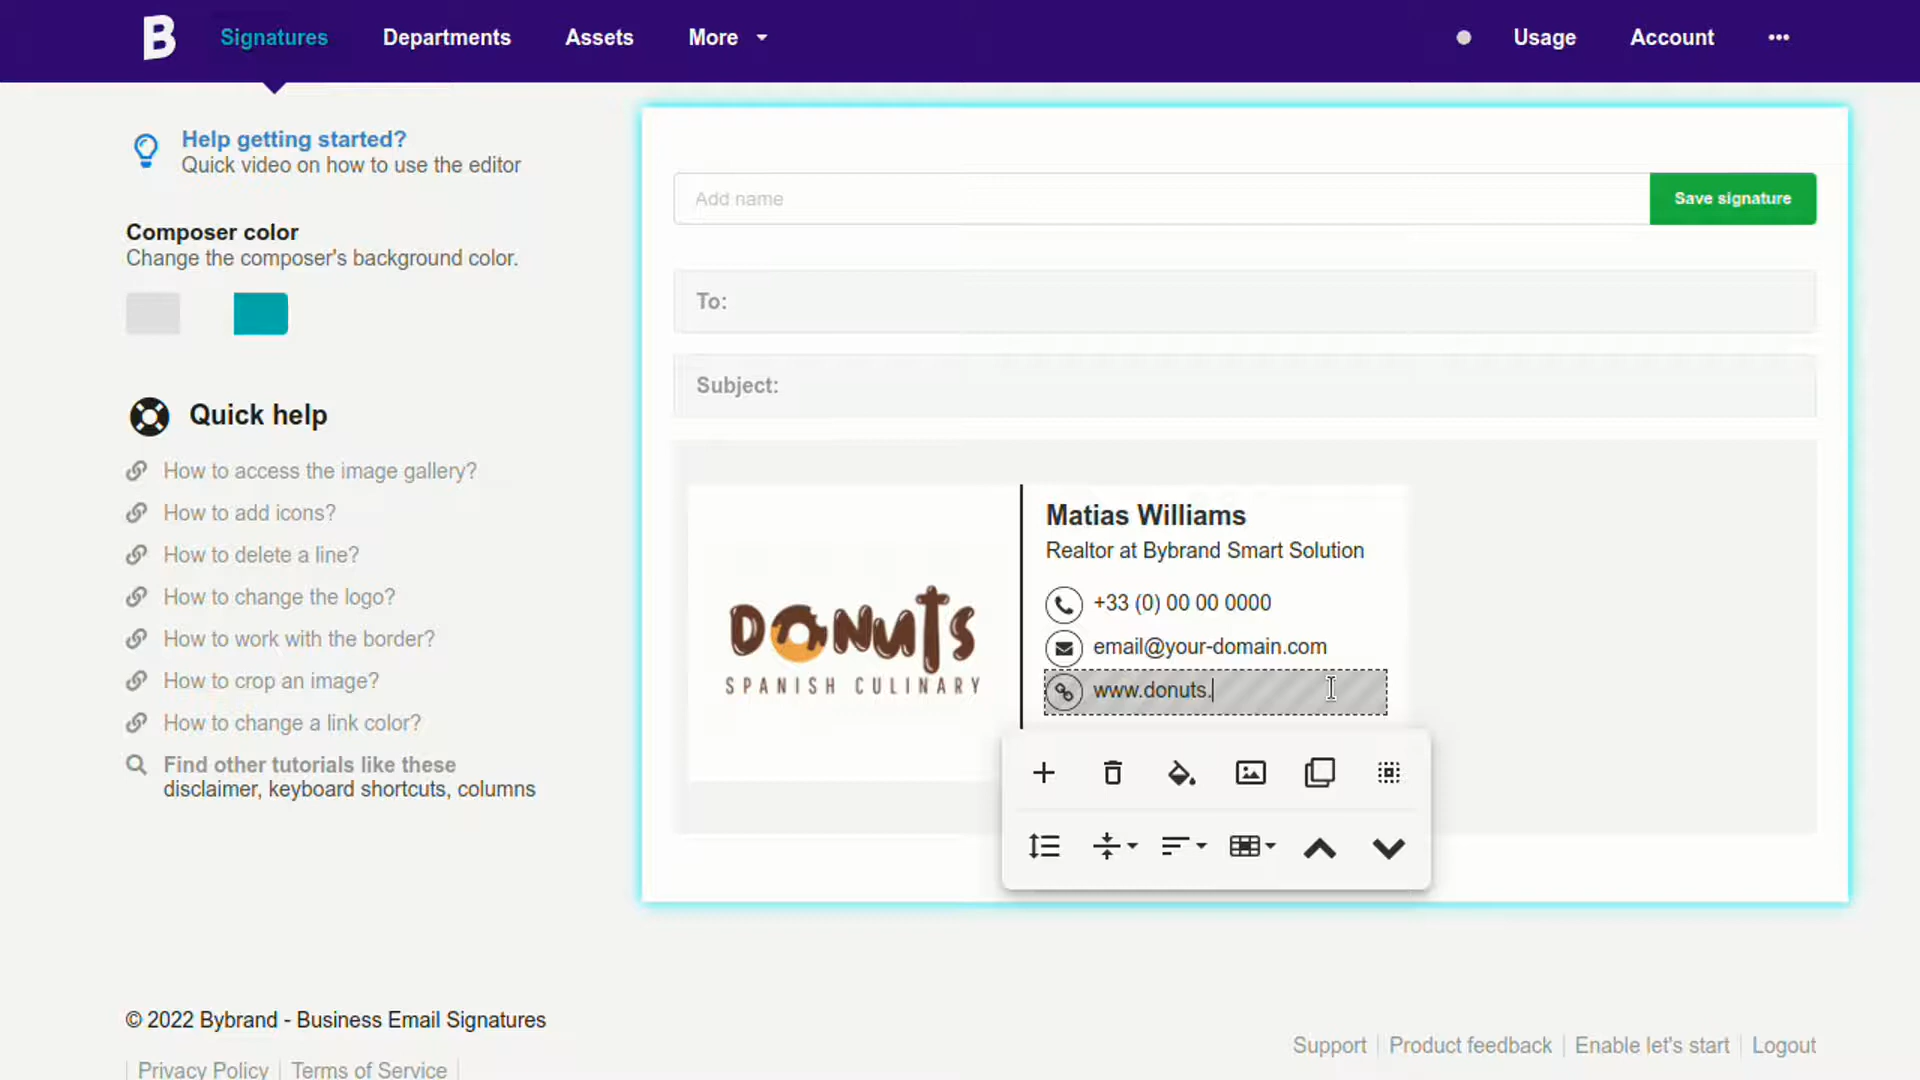 B Signatures Departments Assets More Usage Account
Help getting started?
Quick video on how to use the editor
Composer color
Change the composer's background color.
Quick help
How to access the image gallery?
How to add icons?
How to delete a line?
How to change the logo?
How to work with the border?
How to crop an image?
How to change a link color?
Find other tutorials like these
disclaimer, keyboard shortcuts, columns
Add name
Save signature
To:
Subject:
DONUTS
SPANISH CULINARY
Matias Williams
Realtor at Bybrand Smart Solution
+33 (0) 00 00 0000
email@your-domain.com
www.donuts.
© 2022 Bybrand - Business Email Signatures
Privacy Policy Terms of Service
Support Product feedback Enable let's start Logout